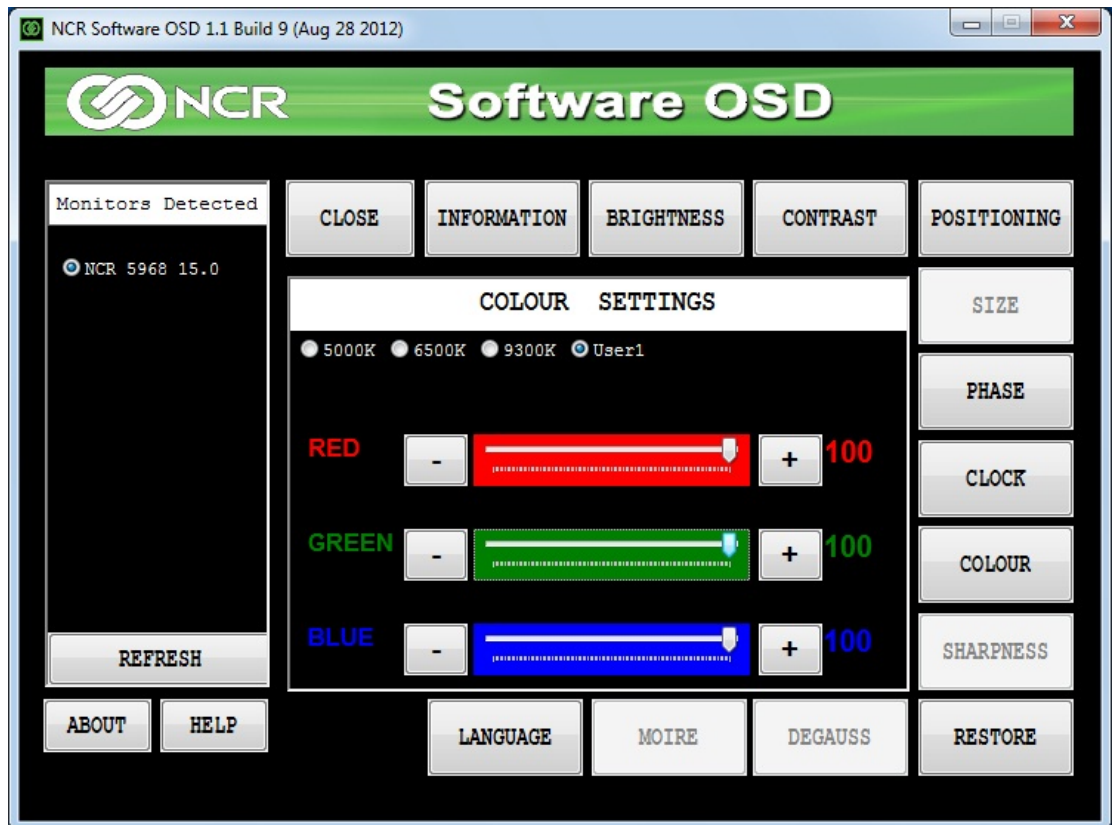 NCR Software OSD 1.1 Build 9 (Aug 28 2012)
NCR Software OSD
Monitors Detected
NCR 5968 15.0
REFRESH
CLOSE INFORMATION BRIGHTNESS CONTRAST POSITIONING
COLOUR SETTINGS
5000K 6500K 9300K User1
RED - + 100
GREEN - + 100
BLUE - + 100
SIZE
PHASE
CLOCK
COLOUR
SHARPNESS
ABOUT HELP LANGUAGE MOIRE DEGAUSS RESTORE